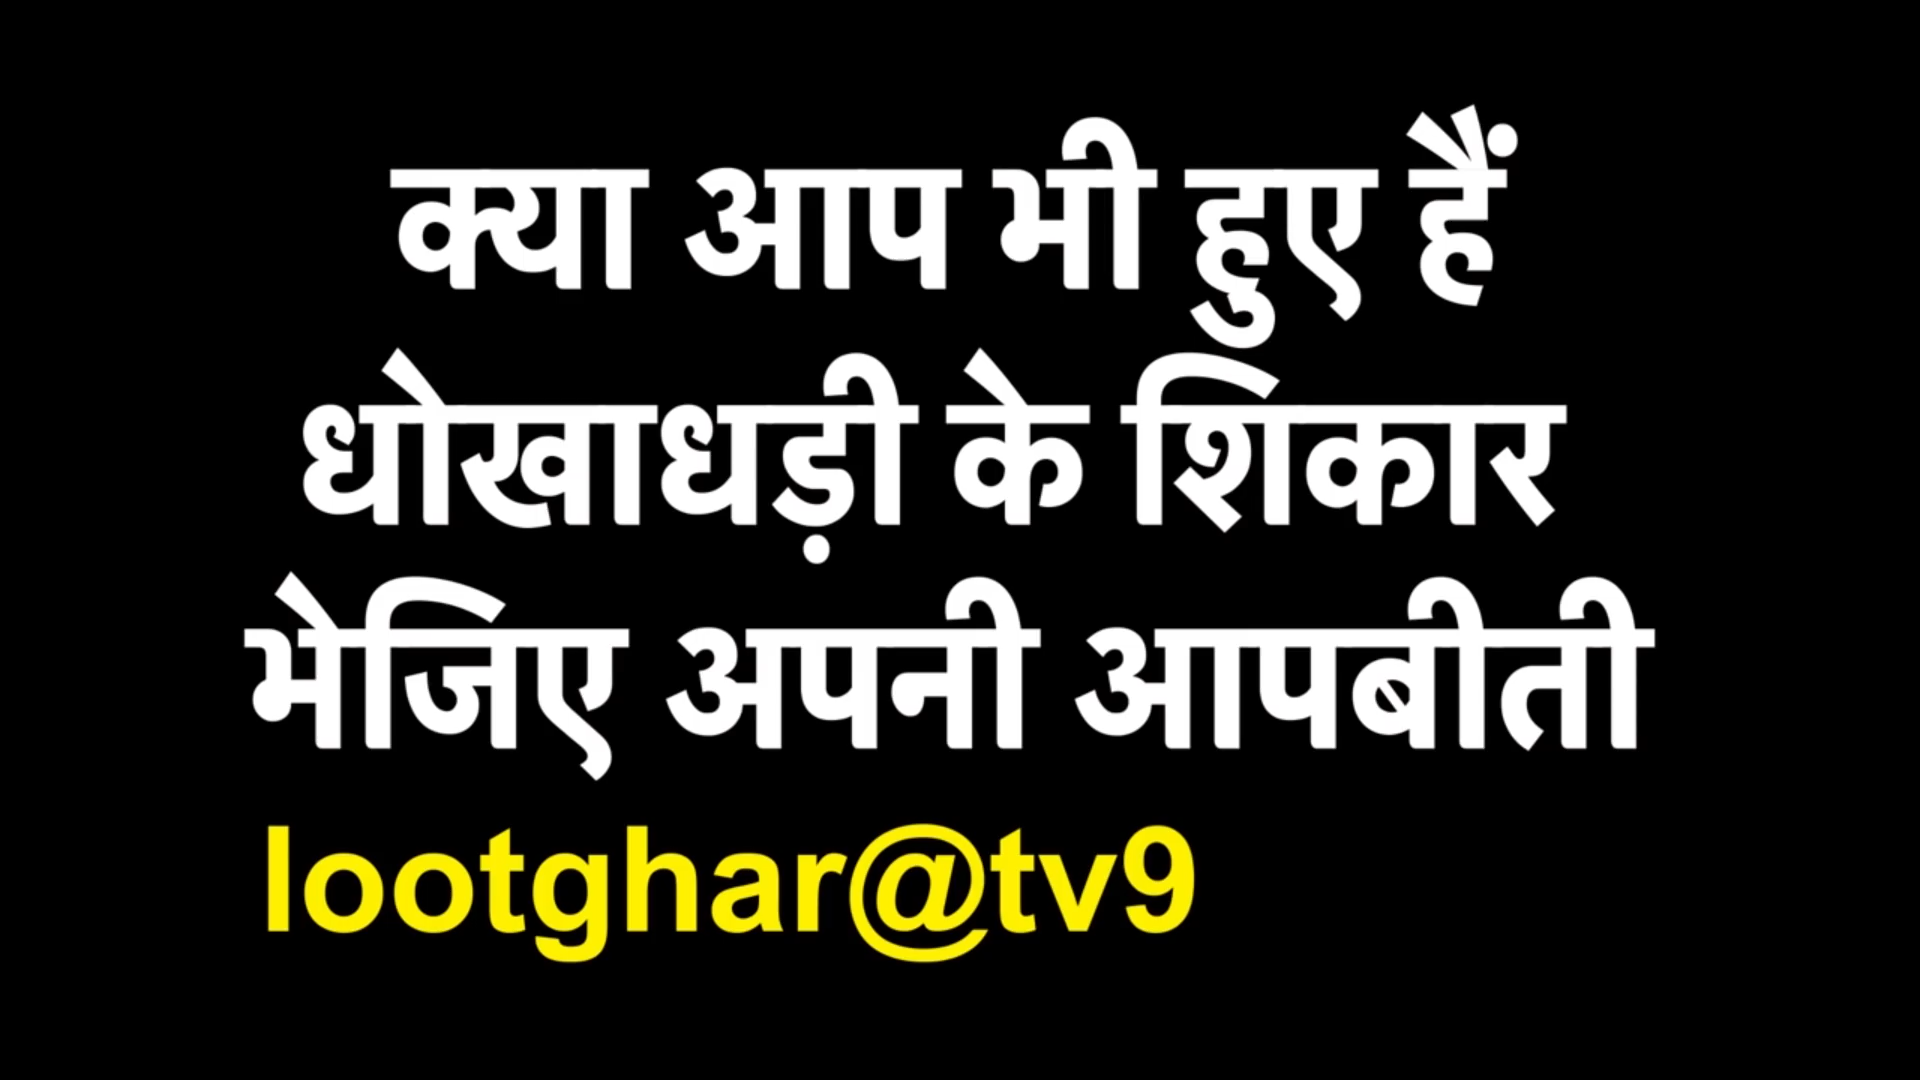 क्या आप भी हुए हैं
धोखाधड़ी के शिकार
भेजिए अपनी आपबीती
lootghar@tv9